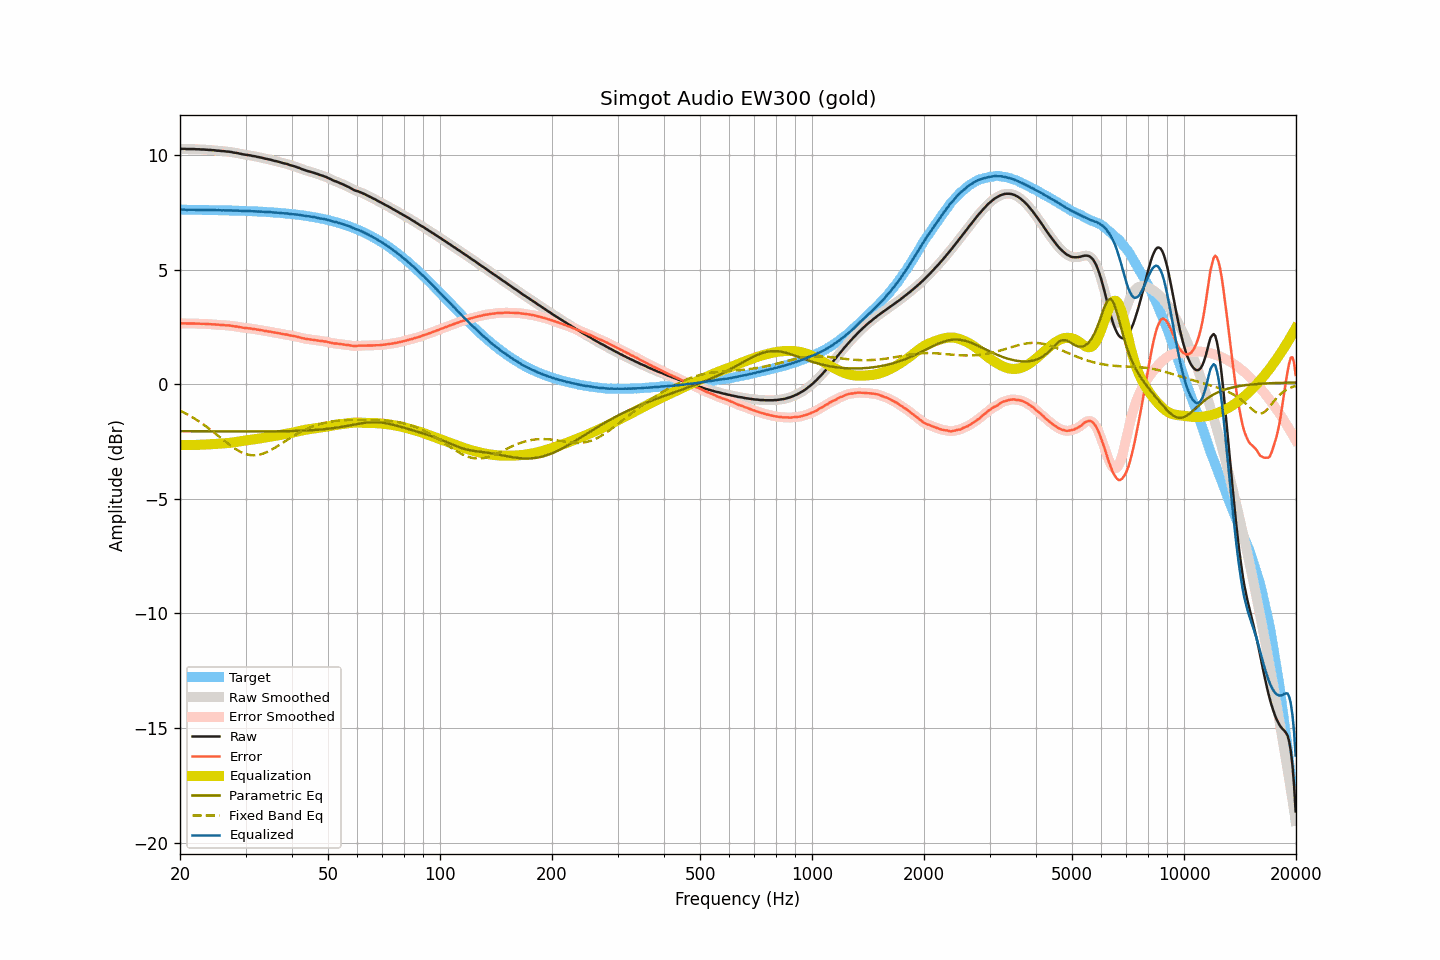 Simgot Audio EW300 (gold)
Amplitude (dBr)
10
5
0
−5
−10
−15
−20
Target
Raw Smoothed
Error Smoothed
Raw
Error
Equalization
Parametric Eq
Fixed Band Eq
Equalized
20 50 100 200 500 1000 2000 5000 10000 20000
Frequency (Hz)